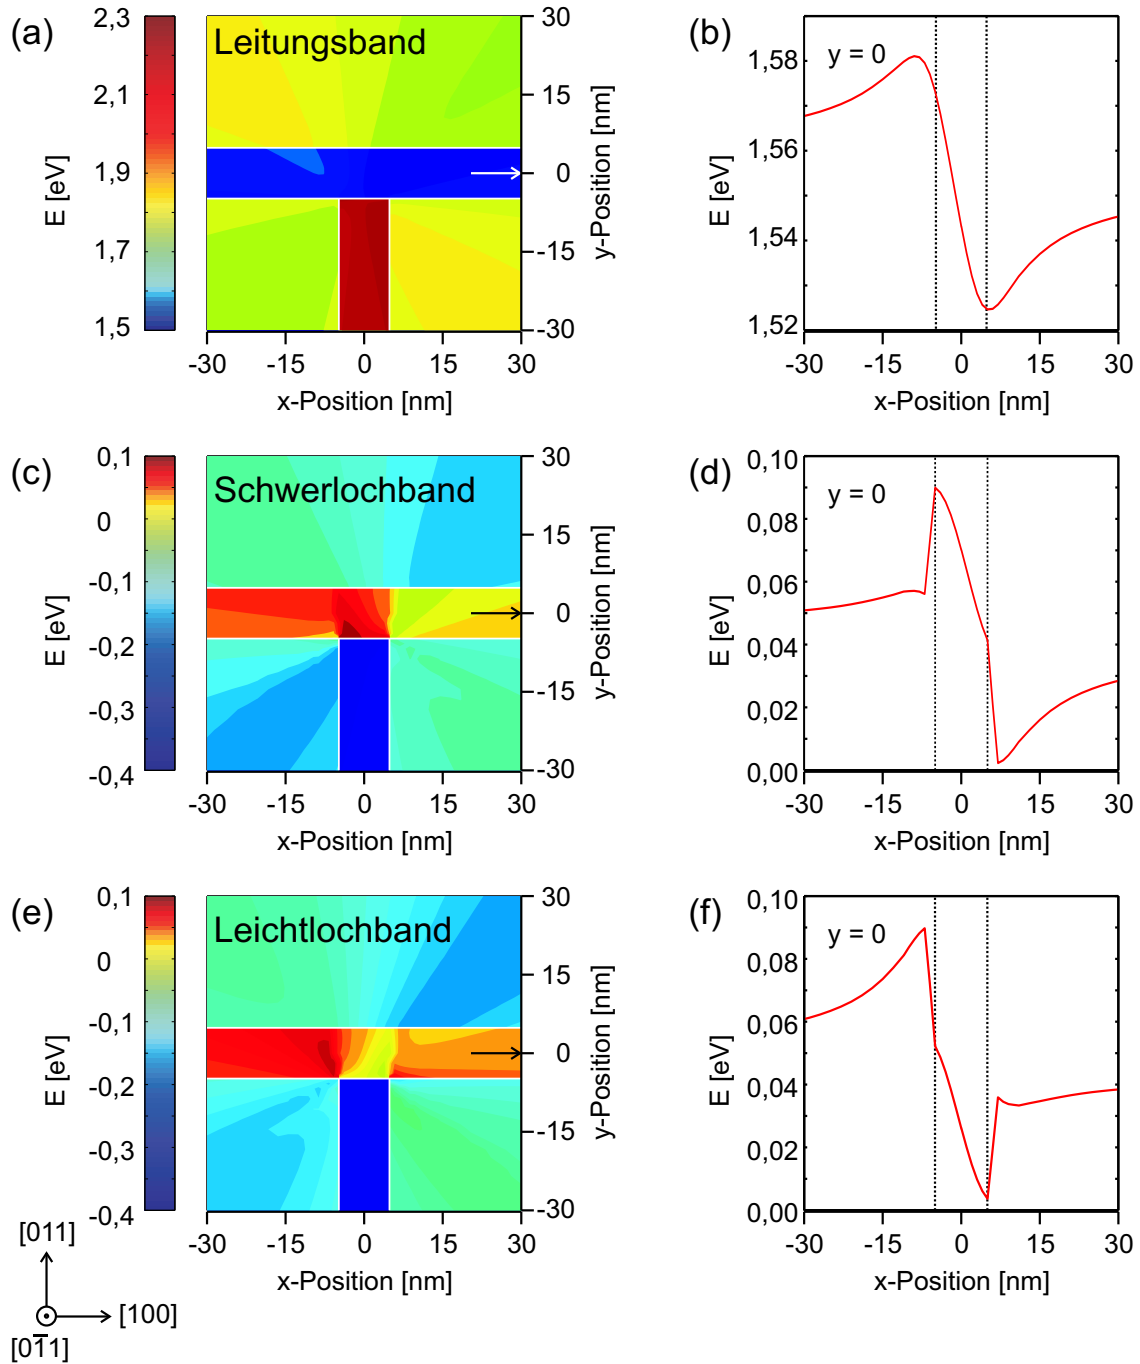 (a)
Leitungsband
2,3
2,1
1,9
1,7
1,5
E [eV]
30
15
0
-15
-30
y-Position [nm]
-30 -15 0 15 30
x-Position [nm]
(b)
y = 0
1,58
1,56
1,54
1,52
E [eV]
-30 -15 0 15 30
x-Position [nm]
(c)
Schwerlochband
0,1
0
-0,1
-0,2
-0,3
-0,4
E [eV]
30
15
0
-15
-30
y-Position [nm]
-30 -15 0 15 30
x-Position [nm]
(d)
y = 0
0,10
0,08
0,06
0,04
0,02
0,00
E [eV]
-30 -15 0 15 30
x-Position [nm]
(e)
Leichtlochband
0,1
0
-0,1
-0,2
-0,3
-0,4
E [eV]
30
15
0
-15
-30
y-Position [nm]
-30 -15 0 15 30
x-Position [nm]
(f)
y = 0
0,10
0,08
0,06
0,04
0,02
0,00
E [eV]
-30 -15 0 15 30
x-Position [nm]
[011]
[100]
[01̅1]